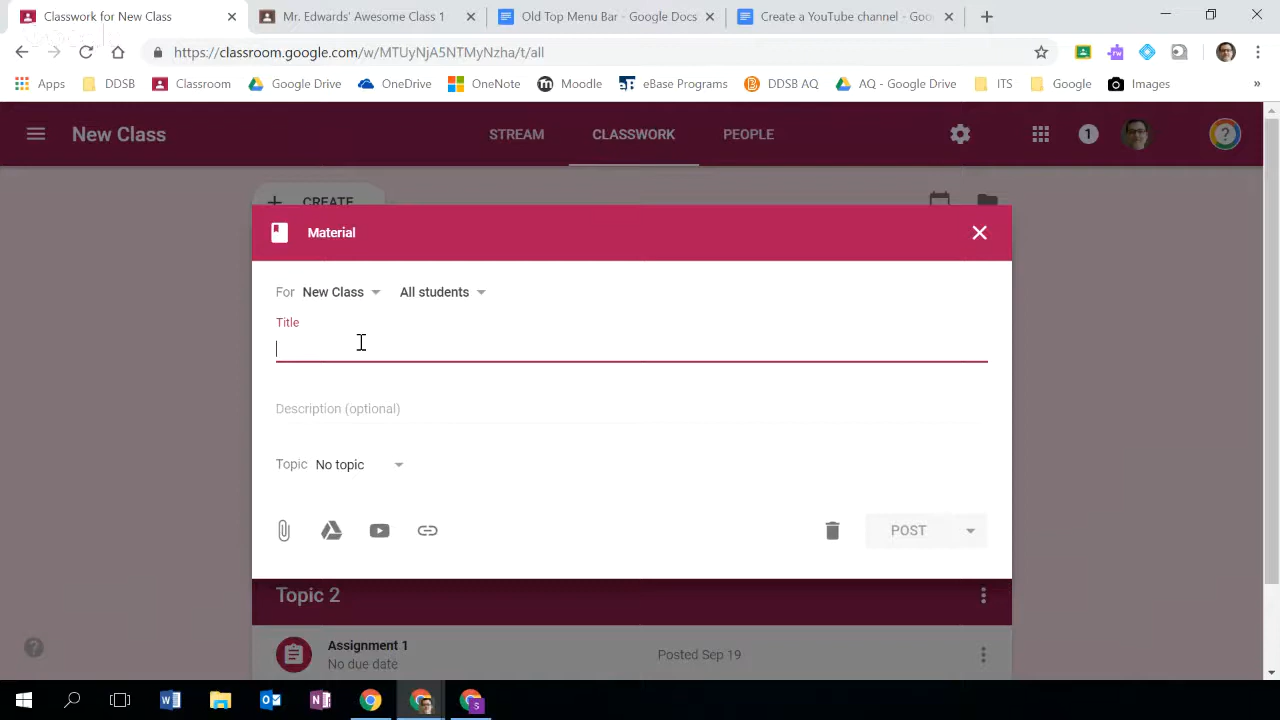 Classwork for New Class
Mr. Edwards' Awesome Class 1
Old Top Menu Bar - Google Docs
Create a YouTube channel - Goo
https://classroom.google.com/w/MTUyNjA5NTMyNzha/t/all
Apps DDSB Classroom Google Drive OneDrive OneNote Moodle eBase Programs DDSB AQ AQ - Google Drive ITS Google Images »
New Class STREAM CLASSWORK PEOPLE 1 ?
CREATE
Material
For New Class All students
Title
Description (optional)
Topic No topic
POST
Topic 2
Assignment 1
No due date
Posted Sep 19